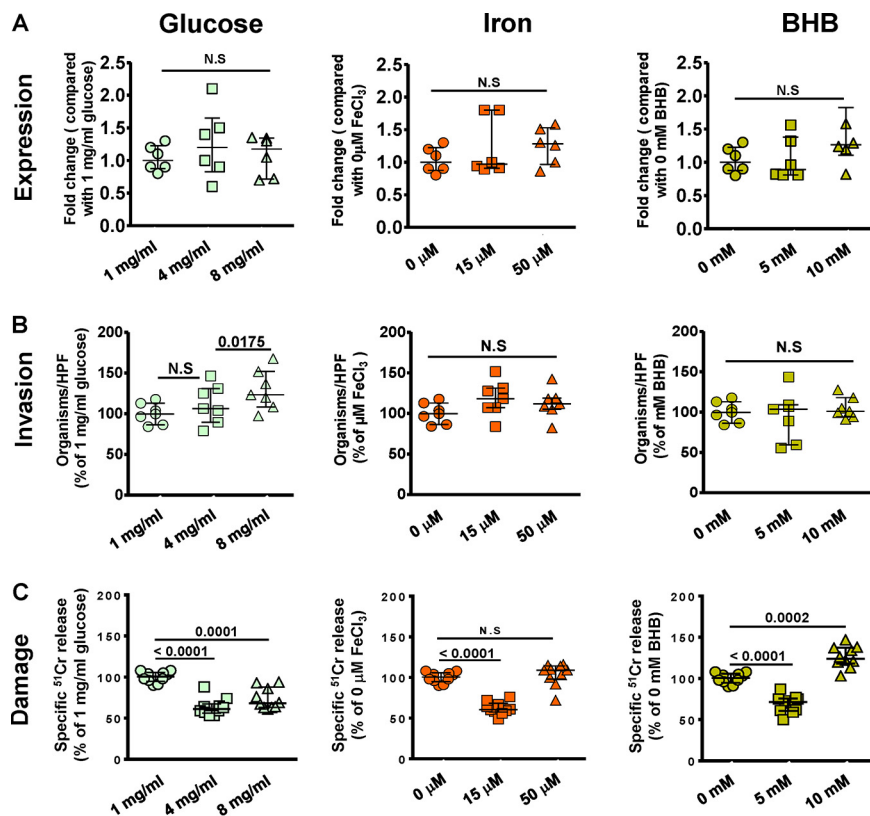 A
Glucose
Iron
BHB
Expression
Fold change ( compared
with 1 mg/ml glucose)
2.5
2.0
1.5
1.0
0.5
0.0
N.S
1 mg/ml
4 mg/ml
8 mg/ml
Fold change ( compared
with 0µM FeCl₃)
2.5
2.0
1.5
1.0
0.5
0.0
N.S
0 µM
15 µM
50 µM
Fold change ( compared
with 0 mM BHB)
2.5
2.0
1.5
1.0
0.5
0.0
N.S
0 mM
5 mM
10 mM
B
Invasion
Organisms/HPF
(% of 1 mg/ml glucose)
200
150
100
50
0
N.S
0.0175
1 mg/ml
4 mg/ml
8 mg/ml
Organisms/HPF
(% of µM FeCl₃ )
200
150
100
50
0
N.S
0 µM
15 µM
50 µM
Organisms/HPF
(% of mM BHB)
200
150
100
50
0
N.S
0 mM
5 mM
10 mM
C
Damage
Specific ⁵¹Cr release
(% of 1 mg/ml glucose)
200
150
100
50
0
0.0001
< 0.0001
1 mg/ml
4 mg/ml
8 mg/ml
Specific ⁵¹Cr release
(% of 0 µM FeCl₃)
200
150
100
50
0
N.S
< 0.0001
0 µM
15 µM
50 µM
Specific ⁵¹Cr release
(% of 0 mM BHB)
200
150
100
50
0
0.0002
< 0.0001
0 mM
5 mM
10 mM